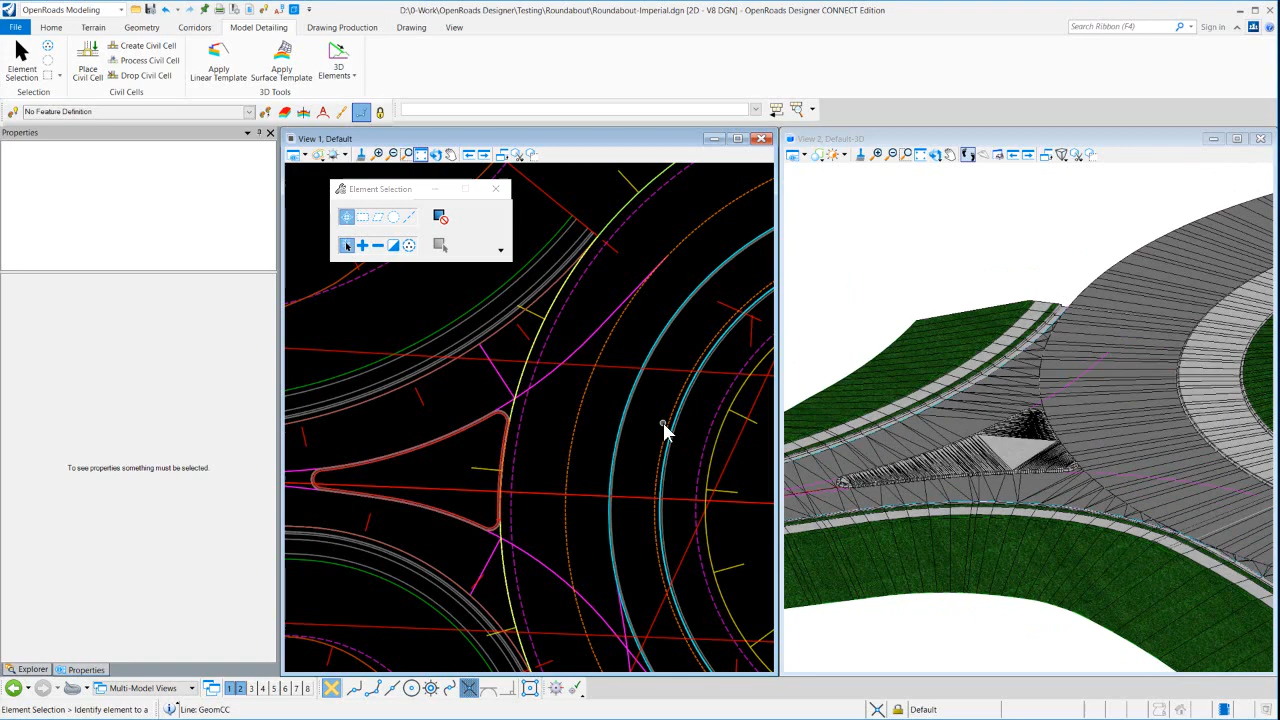 OpenRoads Modeling
D:\0-Work\OpenRoads Designer\Testing\Roundabout\Roundabout-Imperial.dgn [2D - V8 DGN] - OpenRoads Designer CONNECT Edition
File Home Terrain Geometry Corridors Model Detailing Drawing Production Drawing View
Search Ribbon (F4)
Sign In
Element Selection
Selection
Place Civil Cell
Create Civil Cell
Process Civil Cell
Drop Civil Cell
Civil Cells
Apply Linear Template
Apply Surface Template
3D Elements
3D Tools
No Feature Definition
Properties
View 1, Default
View 2, Default-3D
Element Selection
To see properties something must be selected.
Explorer Properties
Multi-Model Views
1 2 3 4 5 6 7 8
Element Selection > Identify element to a
Line: GeomCC
Default